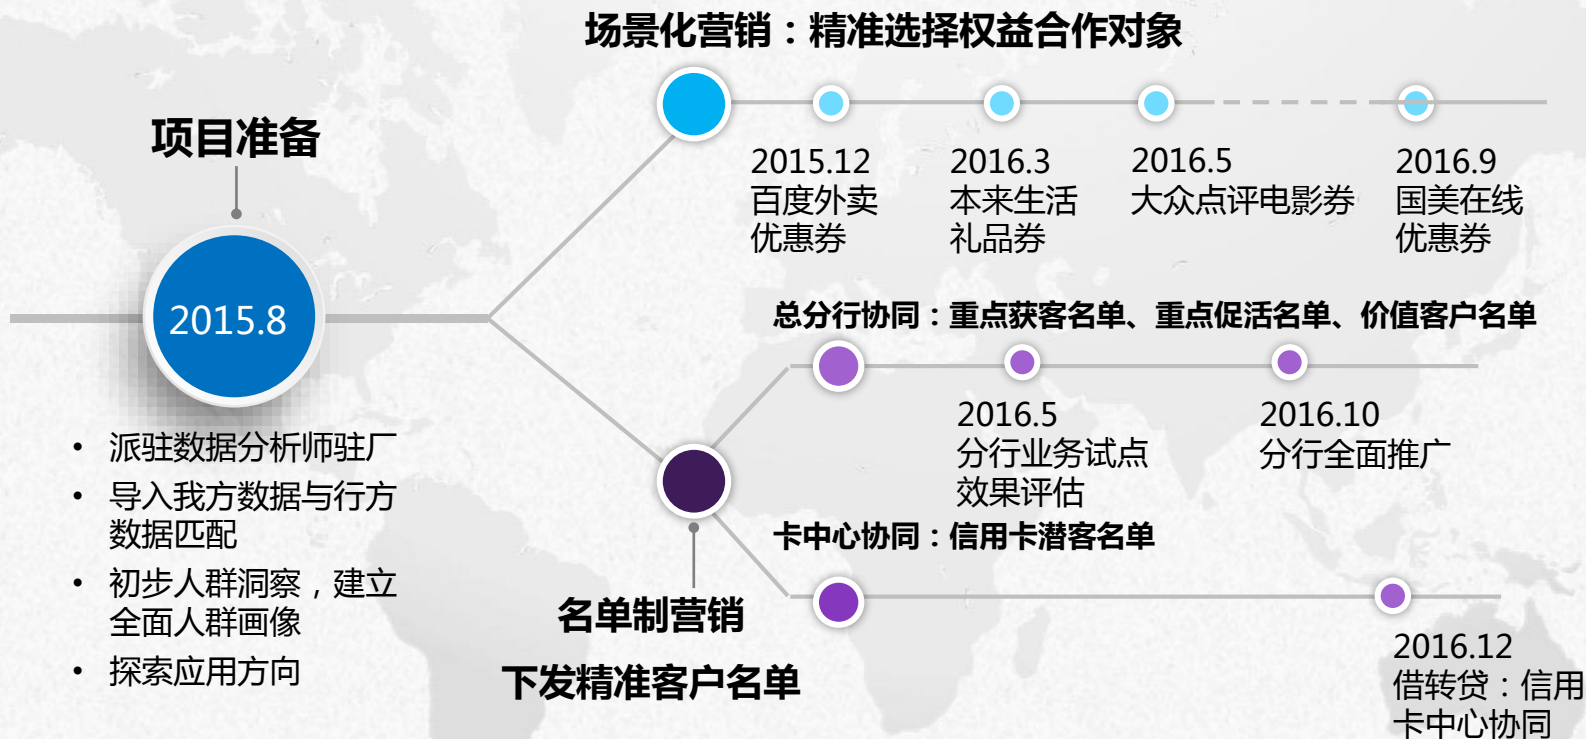 场景化营销：精准选择权益合作对象
项目准备
2015.8
• 派驻数据分析师驻厂
• 导入我方数据与行方
数据匹配
• 初步人群洞察，建立
全面人群画像
• 探索应用方向
2015.12
百度外卖
优惠券
2016.3
本来生活
礼品券
2016.5
大众点评电影券
2016.9
国美在线
优惠券
总分行协同：重点获客名单、重点促活名单、价值客户名单
2016.5
分行业务试点
效果评估
2016.10
分行全面推广
卡中心协同：信用卡潜客名单
名单制营销
下发精准客户名单
2016.12
借转贷：信用
卡中心协同